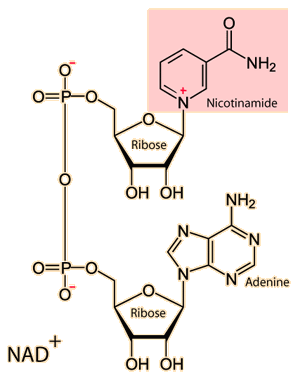 O
NH₂
O⁻
O=P
O
O
N⁺
Nicotinamide
Ribose
OH OH
O
NH₂
N
N
O⁻
O=P
O
N
N
Adenine
O
Ribose
OH OH
NAD⁺